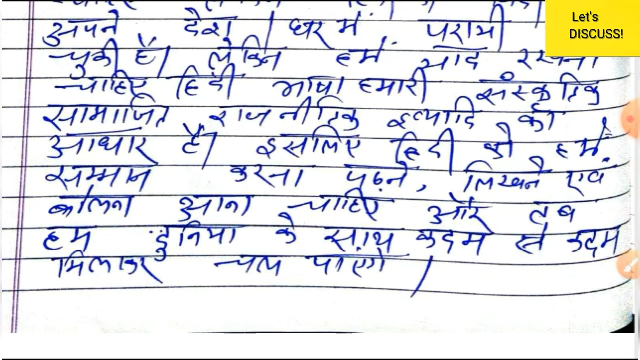 अपने देश / घर में परायी
चुकी है। लेकिन हमें याद रखना
चाहिए हिंदी भाषा हमारी संस्कृतिक
सामाजित राजनीतिक इत्यादि का
आधार है। इसलिए हिंदी को हमें
सम्मान करना पढ़ने, लिखने एवं
बोलना आना चाहिए और तब
हम दुनिया के साथ कदम से कदम
मिलाकर चल पाएंगे /
Let's
DISCUSS!